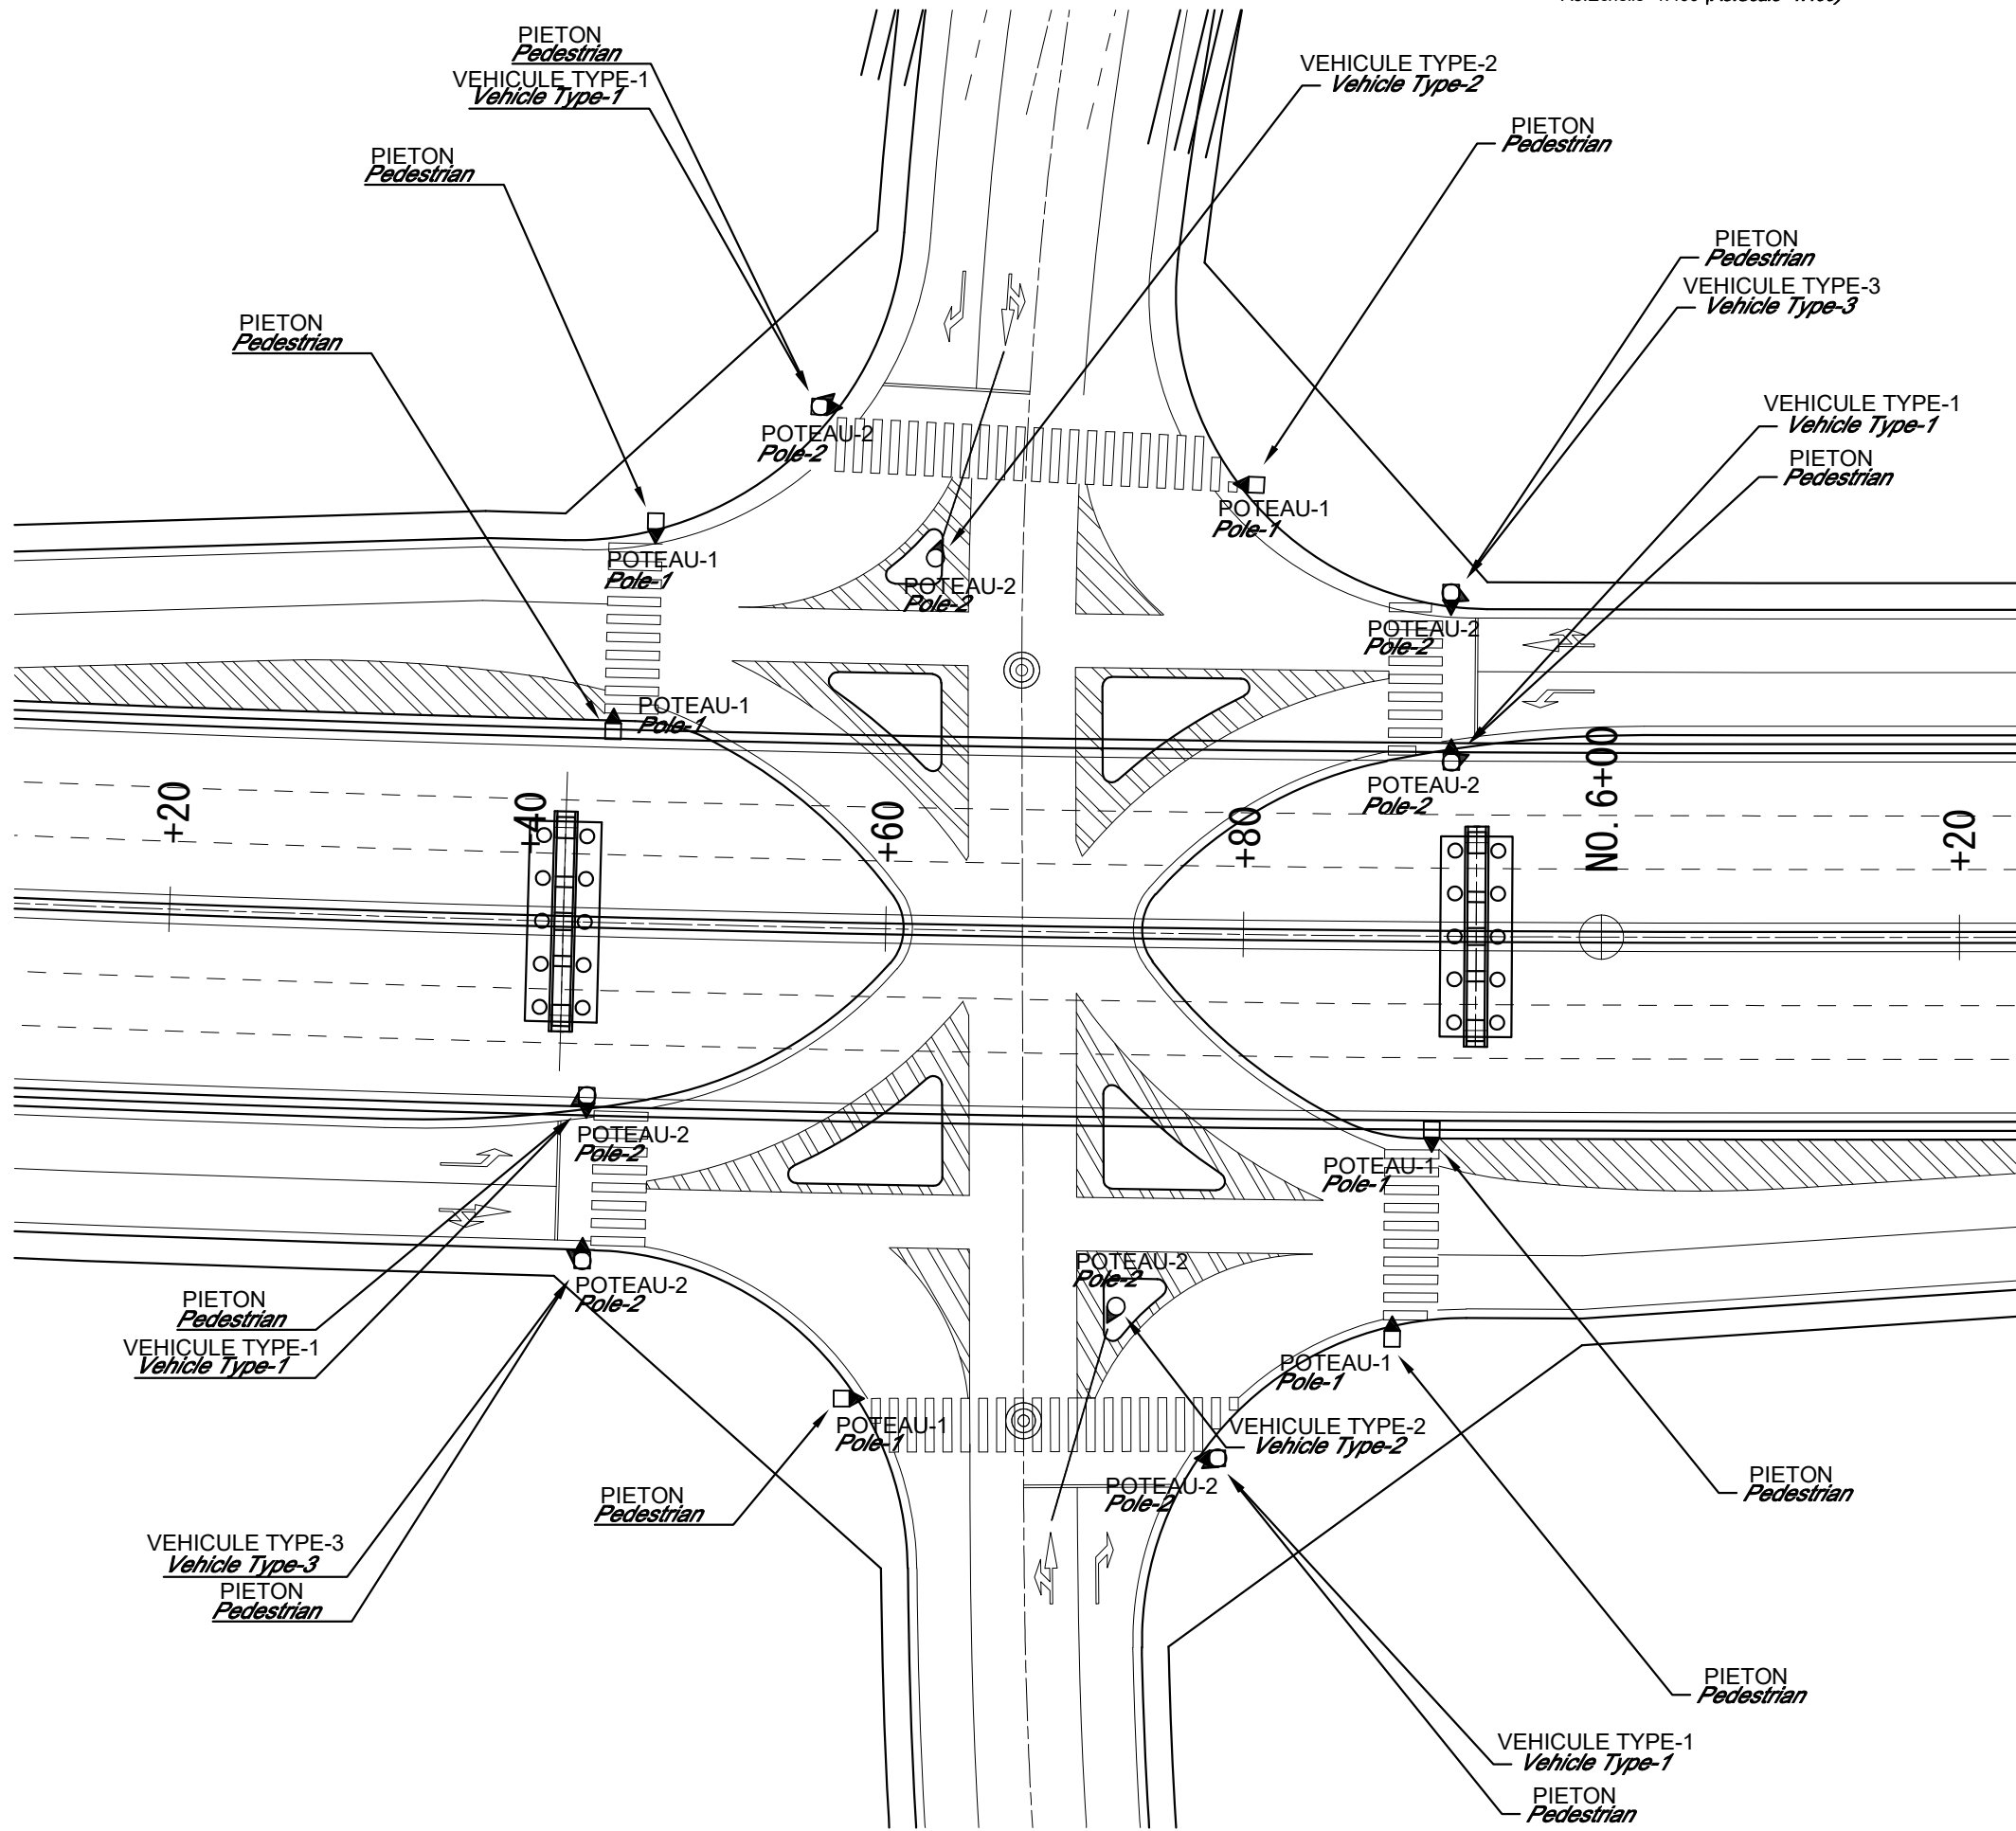 PIETON
Pedestrian
VEHICULE TYPE-1
Vehicle Type-1
VEHICULE TYPE-2
Vehicle Type-2
PIETON
Pedestrian
PIETON
Pedestrian
PIETON
Pedestrian
VEHICULE TYPE-3
Vehicle Type-3
PIETON
Pedestrian
VEHICULE TYPE-1
Vehicle Type-1
PIETON
Pedestrian
POTEAU-2
Pole-2
POTEAU-1
Pole-1
POTEAU-1
Pole-1
POTEAU-2
Pole-2
POTEAU-2
Pole-2
POTEAU-1
Pole-1
POTEAU-2
Pole-2
+20
+40
+60
+80
NO. 6+00
+20
POTEAU-2
Pole-2
POTEAU-1
Pole-1
POTEAU-2
Pole-2
POTEAU-2
Pole-2
PIETON
Pedestrian
VEHICULE TYPE-1
Vehicle Type-1
POTEAU-1
Pole-1
POTEAU-1
Pole-1
VEHICULE TYPE-2
Vehicle Type-2
POTEAU-2
Pole-2
PIETON
Pedestrian
PIETON
Pedestrian
VEHICULE TYPE-3
Vehicle Type-3
PIETON
Pedestrian
PIETON
Pedestrian
VEHICULE TYPE-1
Vehicle Type-1
PIETON
Pedestrian